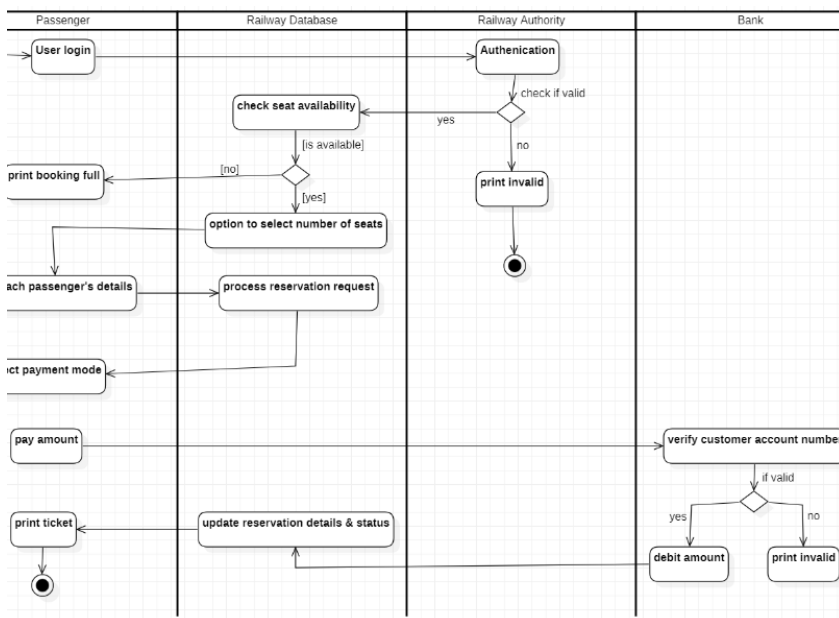 Passenger Railway Database Railway Authority Bank
User login
Authenication
check if valid
check seat availability
yes
[is available]
no
[no]
print booking full
print invalid
[yes]
option to select number of seats
ach passenger's details
process reservation request
ct payment mode
pay amount
verify customer account number
if valid
yes
no
print ticket
update reservation details & status
debit amount
print invalid